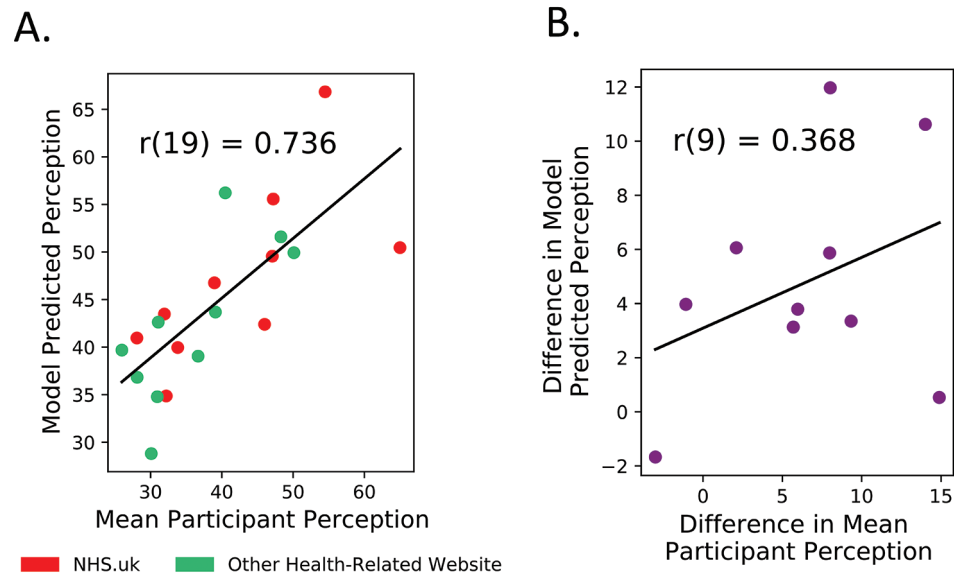 A.
B.
r(19) = 0.736
65
60
55
50
45
40
35
30
30
40
50
60
Model Predicted Perception
Mean Participant Perception
NHS.uk
Other Health-Related Website
r(9) = 0.368
12
10
8
6
4
2
0
−2
0
5
10
15
Difference in Model
Predicted Perception
Difference in Mean
Participant Perception